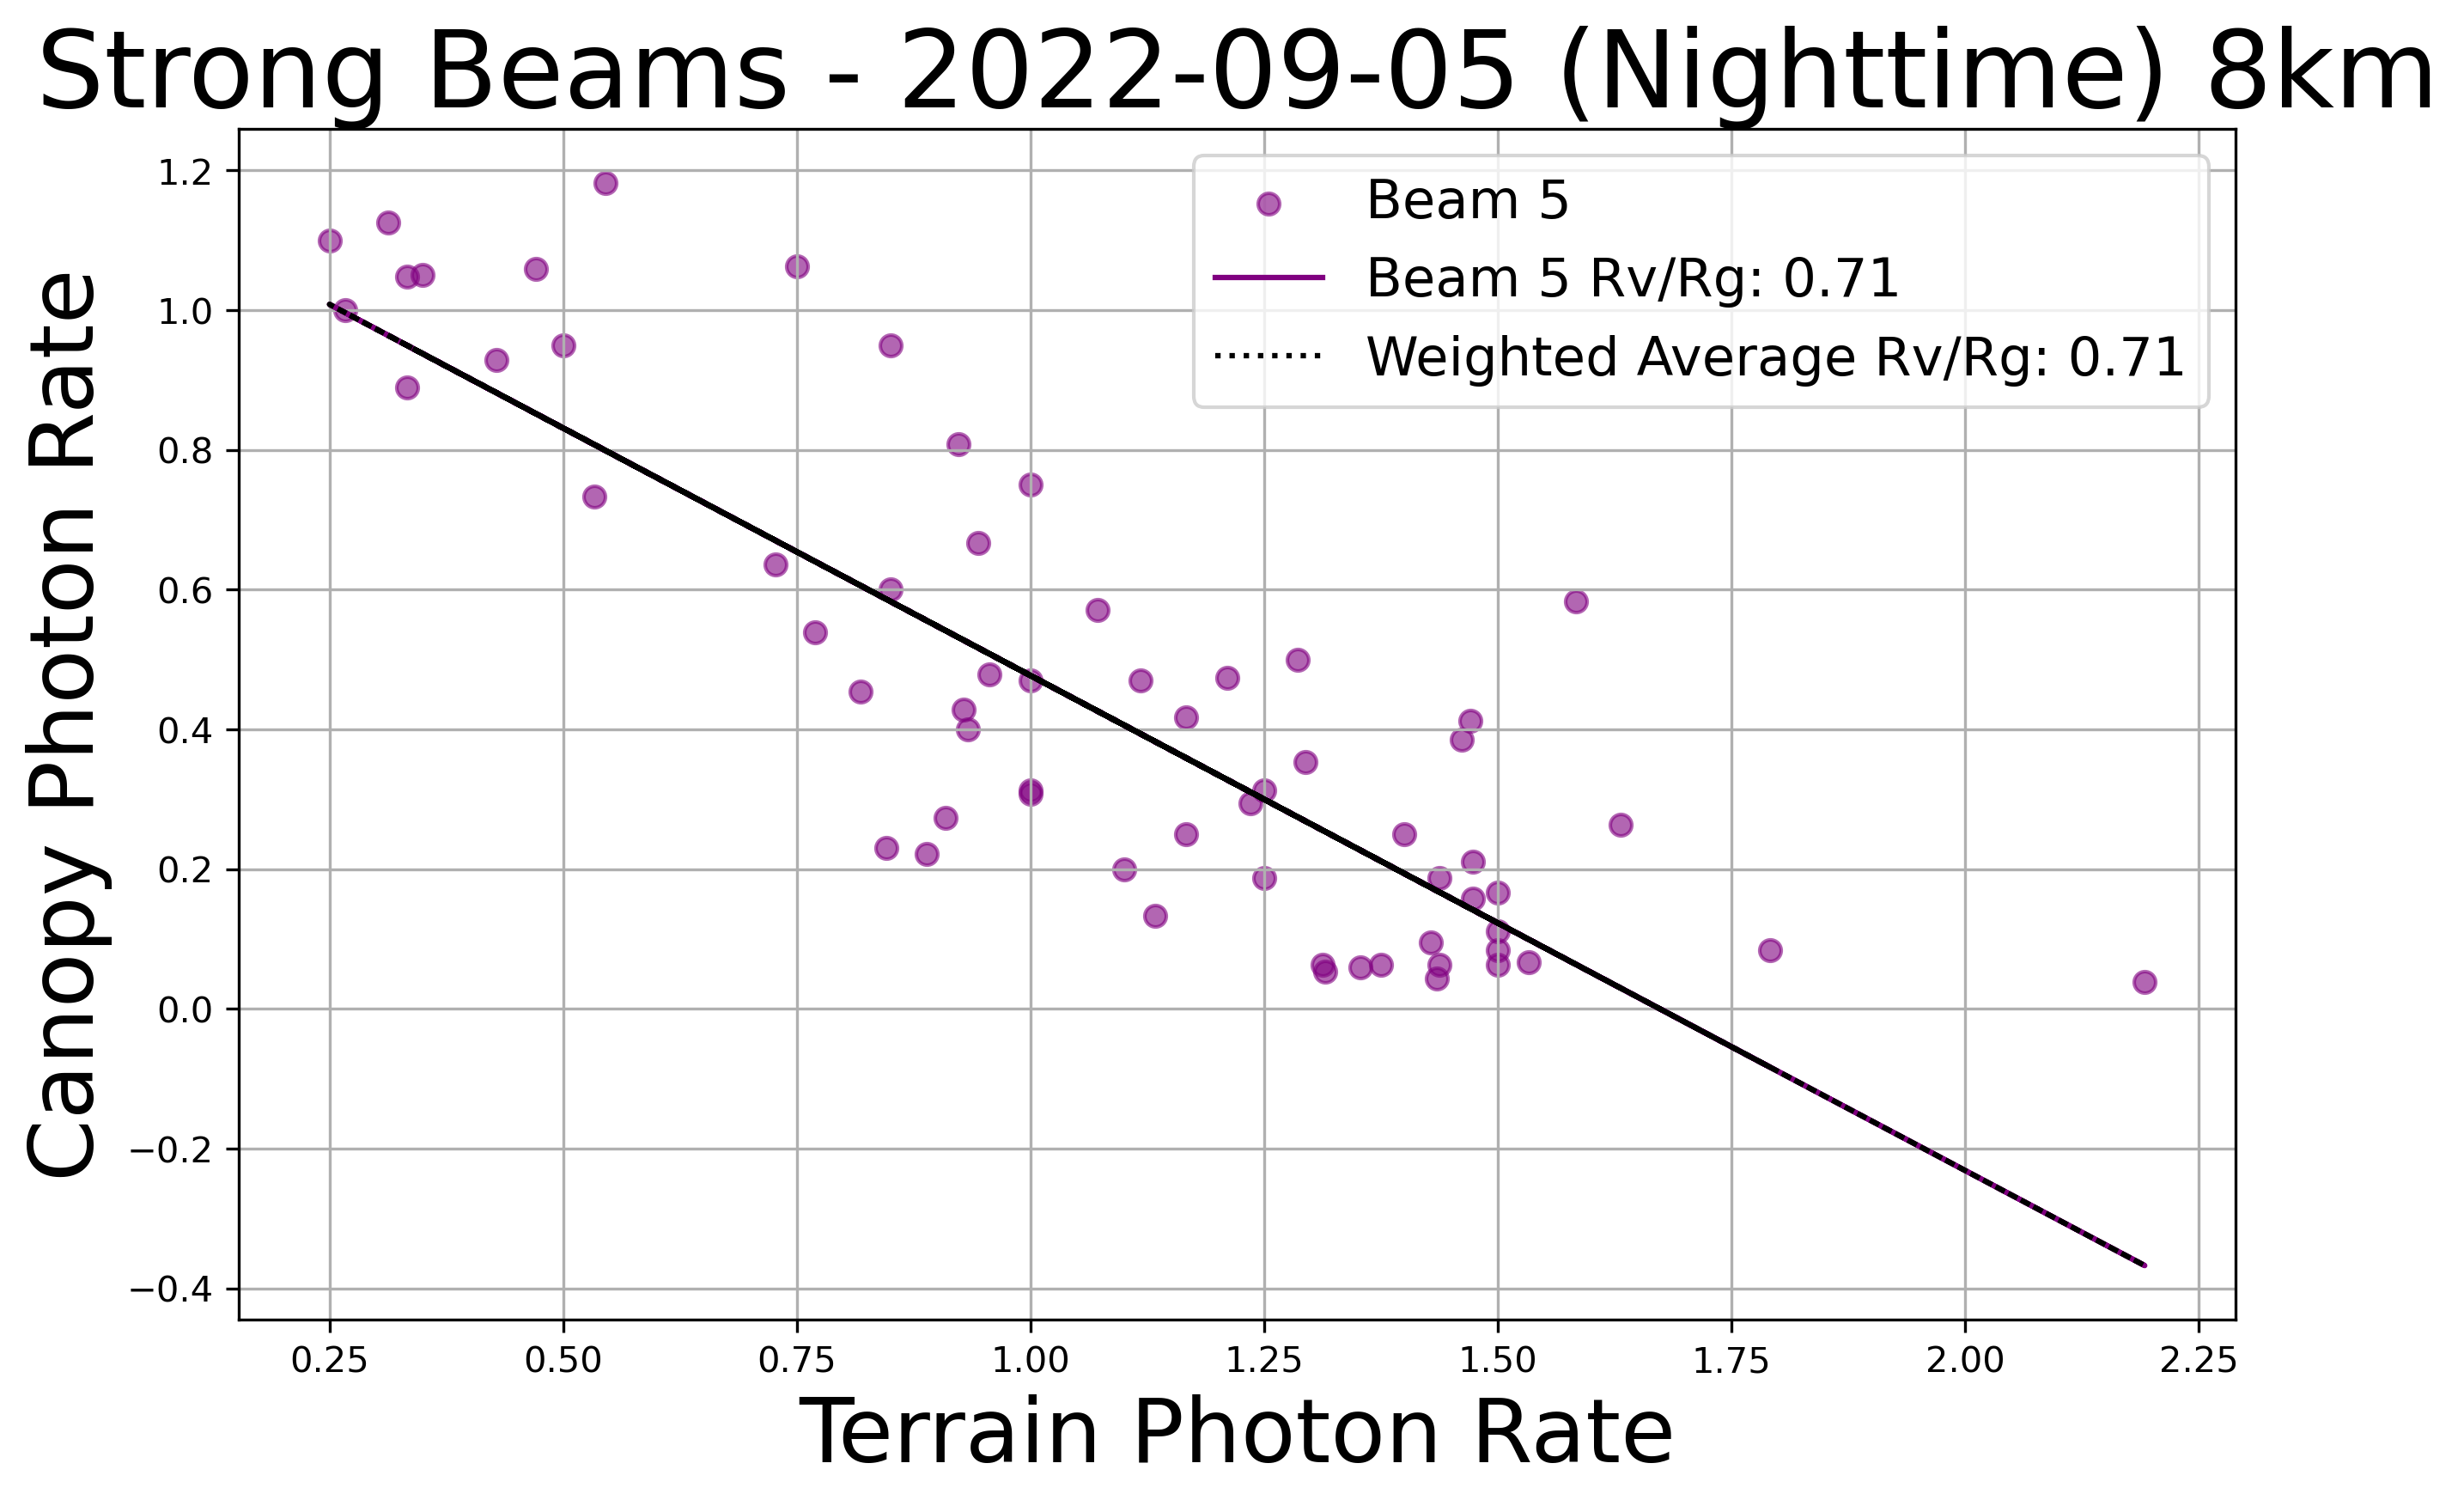 Strong Beams - 2022-09-05 (Nighttime) 8km
Beam 5
Beam 5 Rv/Rg: 0.71
Weighted Average Rv/Rg: 0.71
Canopy Photon Rate
1.2
1.0
0.8
0.6
0.4
0.2
0.0
−0.2
−0.4
0.25 0.50 0.75 1.00 1.25 1.50 1.75 2.00 2.25
Terrain Photon Rate